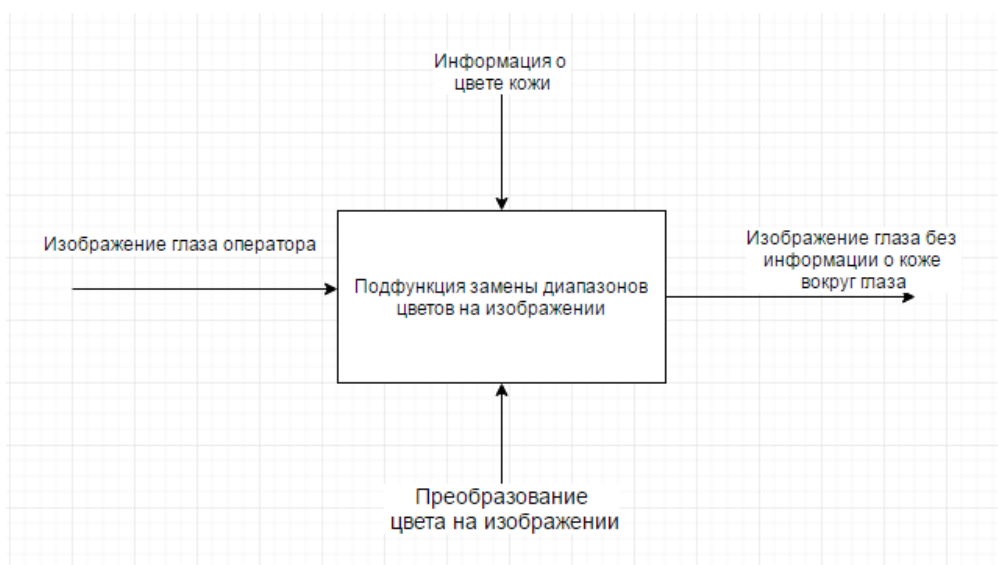 Информация о
цвете кожи
Изображение глаза оператора
Подфункция замены диапазонов
цветов на изображении
Изображение глаза без
информации о коже
вокруг глаза
Преобразование
цвета на изображении